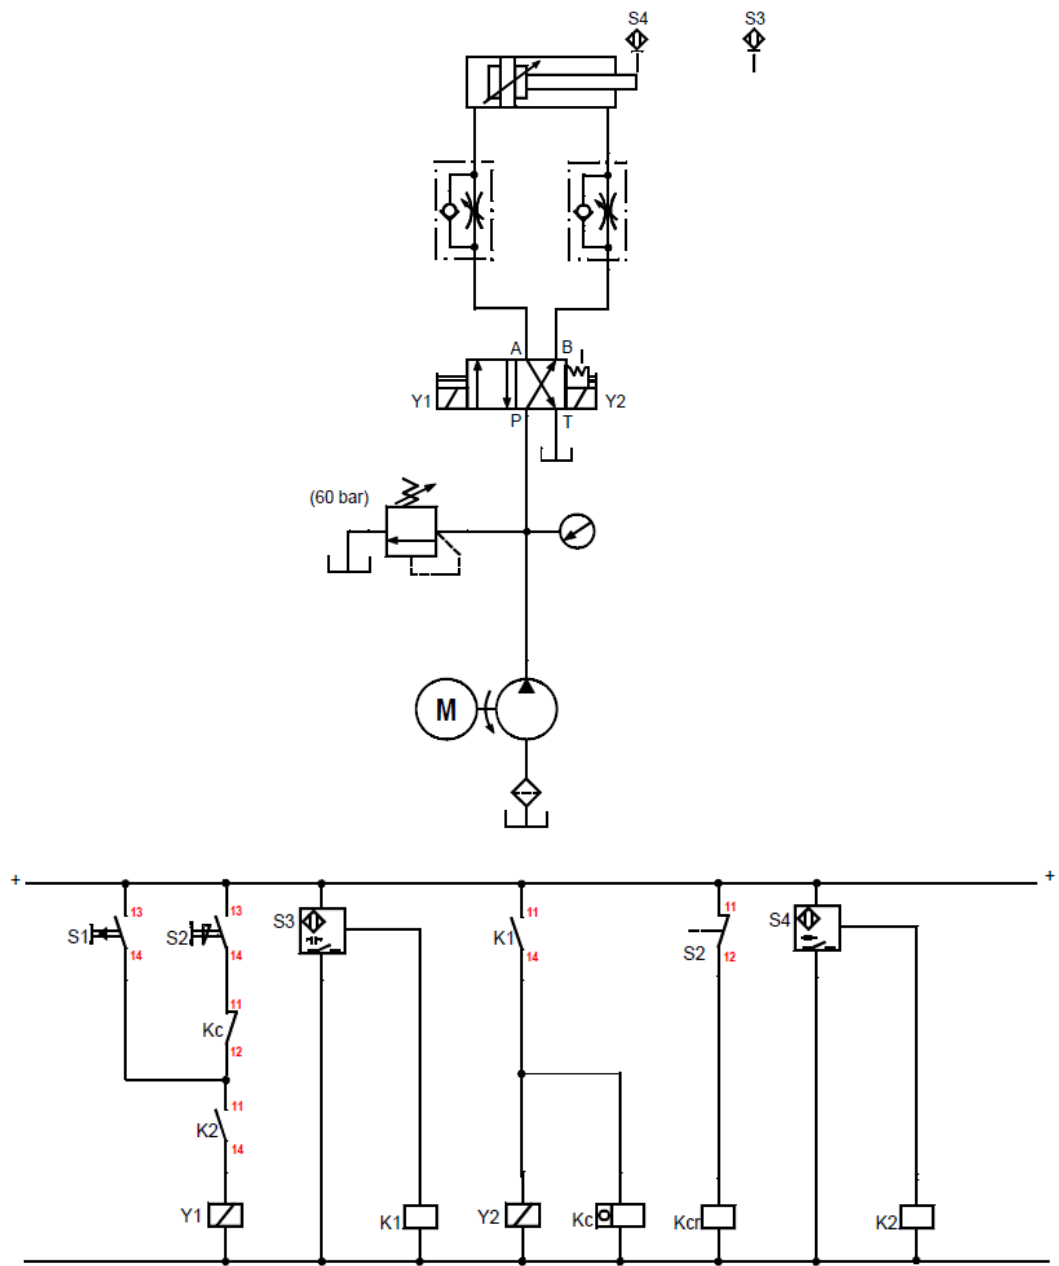 S4 S3
A B
Y1 Y2
P T
(60 bar)
M
+ +
13 13 11 11
S1 S2 S3 K1 S2 S4
14 14 14 12
11
Kc
12
11
K2
14
Y1 K1 Y2 Kc Kcr K2